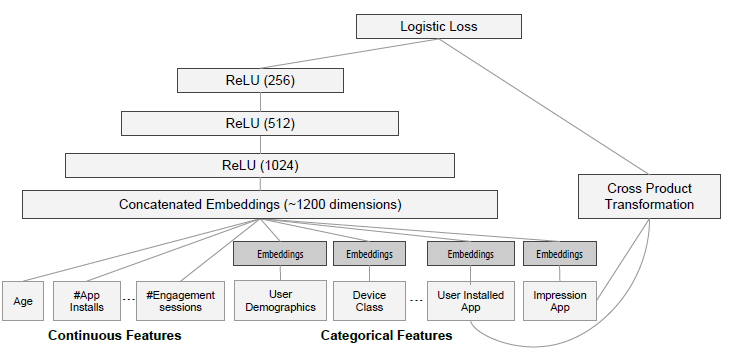 Logistic Loss
ReLU (256)
ReLU (512)
ReLU (1024)
Concatenated Embeddings (~1200 dimensions)
Cross Product
Transformation
Embeddings
Embeddings
Embeddings
Embeddings
Age
#App
Installs
...
#Engagement
sessions
User
Demographics
Device
Class
...
User Installed
App
Impression
App
Continuous Features
Categorical Features